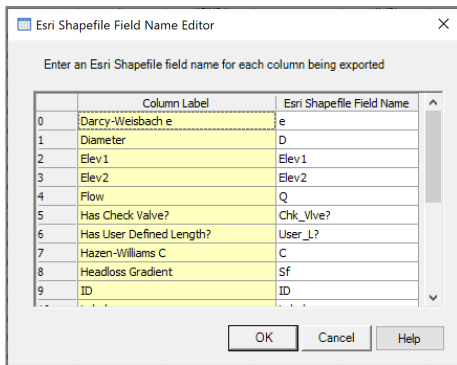 Esri Shapefile Field Name Editor
Enter an Esri Shapefile field name for each column being exported
Column Label Esri Shapefile Field Name
0 Darcy-Weisbach e e
1 Diameter D
2 Elev1 Elev1
3 Elev2 Elev2
4 Flow Q
5 Has Check Valve? Chk_Vlve?
6 Has User Defined Length? User_L?
7 Hazen-Williams C C
8 Headloss Gradient Sf
9 ID ID
OK Cancel Help